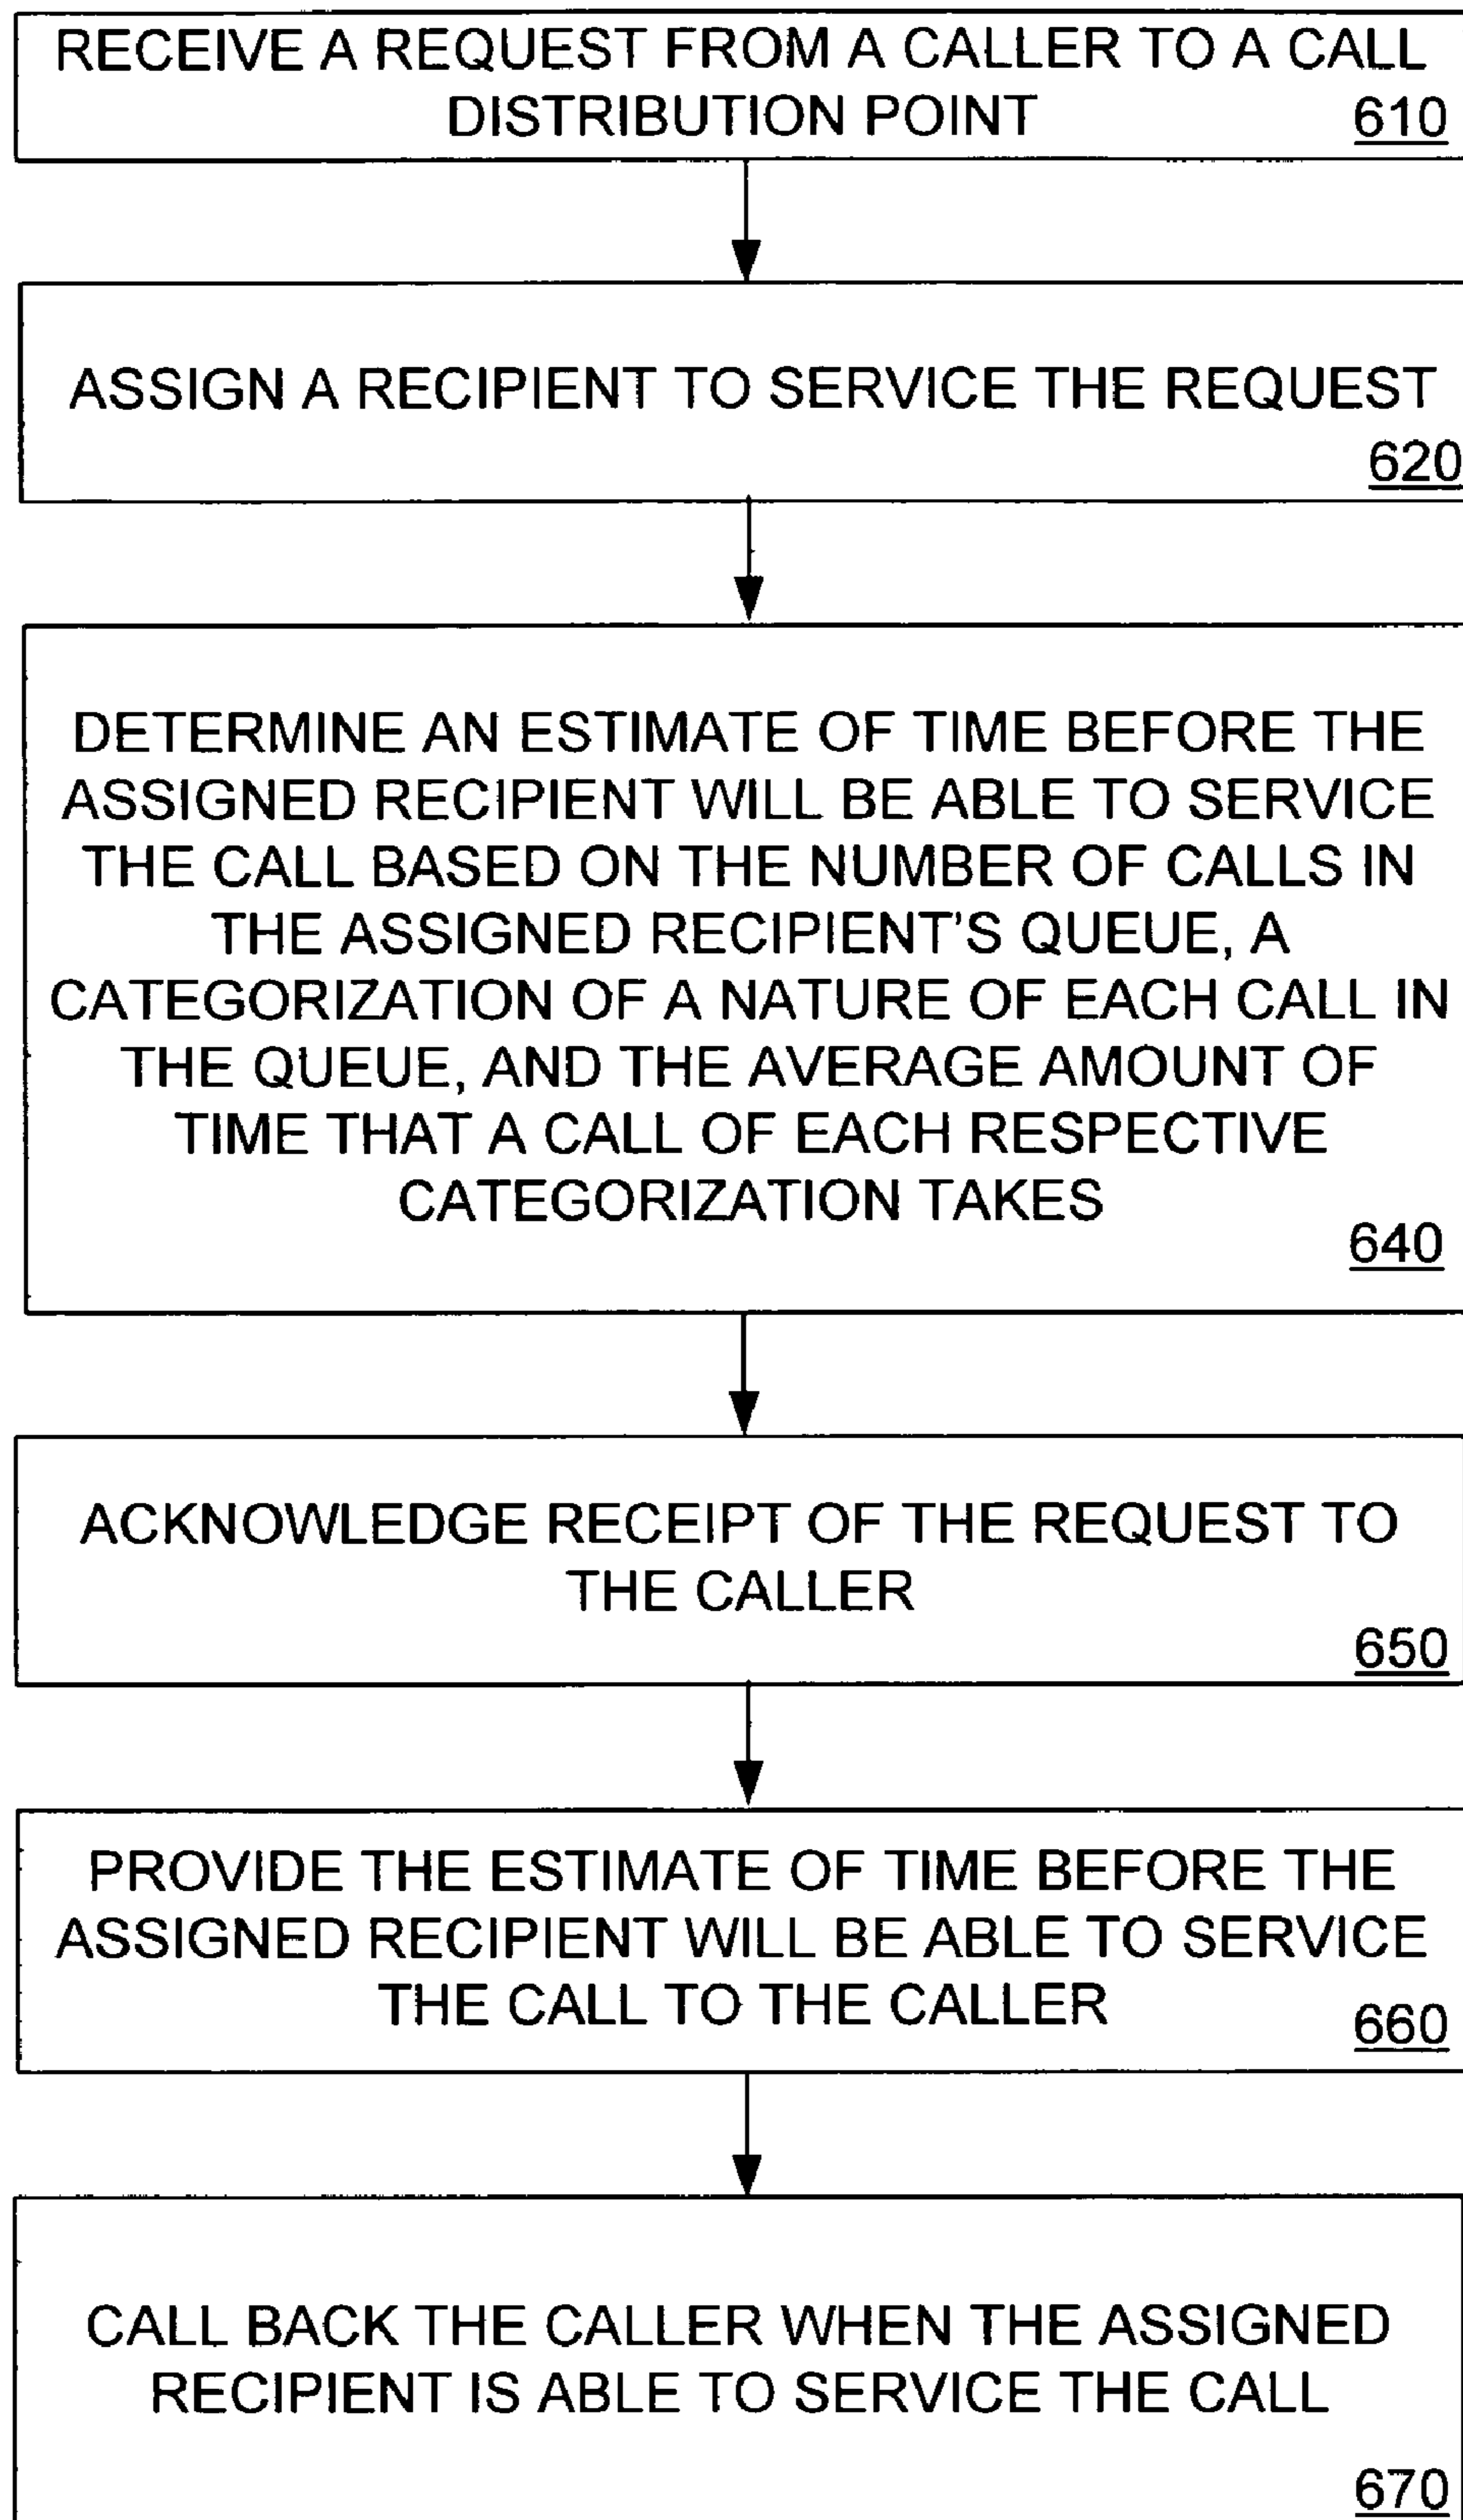 RECEIVE A REQUEST FROM A CALLER TO A CALL
DISTRIBUTION POINT
610
ASSIGN A RECIPIENT TO SERVICE THE REQUEST
620
DETERMINE AN ESTIMATE OF TIME BEFORE THE
ASSIGNED RECIPIENT WILL BE ABLE TO SERVICE
THE CALL BASED ON THE NUMBER OF CALLS IN
THE ASSIGNED RECIPIENT'S QUEUE, A
CATEGORIZATION OF A NATURE OF EACH CALL IN
THE QUEUE, AND THE AVERAGE AMOUNT OF
TIME THAT A CALL OF EACH RESPECTIVE
CATEGORIZATION TAKES
640
ACKNOWLEDGE RECEIPT OF THE REQUEST TO
THE CALLER
650
PROVIDE THE ESTIMATE OF TIME BEFORE THE
ASSIGNED RECIPIENT WILL BE ABLE TO SERVICE
THE CALL TO THE CALLER
660
CALL BACK THE CALLER WHEN THE ASSIGNED
RECIPIENT IS ABLE TO SERVICE THE CALL
670